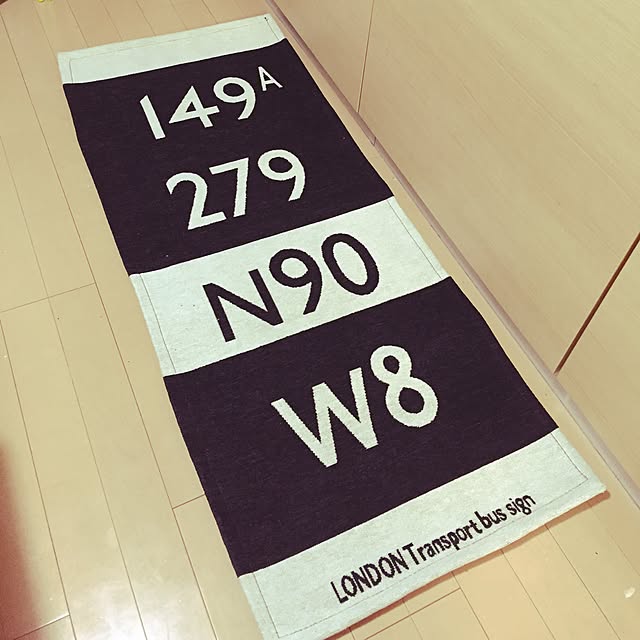 149A
279
N90
W8
LONDON Transport bus sign